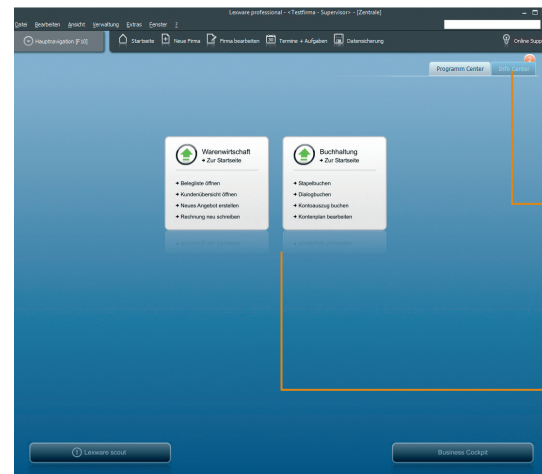 Lexware professional - <Testfirma - Supervisor> - [Zentrale]
Datei Bearbeiten Ansicht Verwaltung Extras Fenster ?
Hauptnavigation [F10] Startseite Neue Firma Firma bearbeiten Termine + Aufgaben Datensicherung Online Supp
Programm Center Info Center
Warenwirtschaft
Zur Startseite
Belegliste öffnen
Kundenübersicht öffnen
Neues Angebot erstellen
Rechnung neu schreiben
Buchhaltung
Zur Startseite
Stapelbuchen
Dialogbuchen
Kontoauszug buchen
Kontenplan bearbeiten
Lexware scout
Business Cockpit